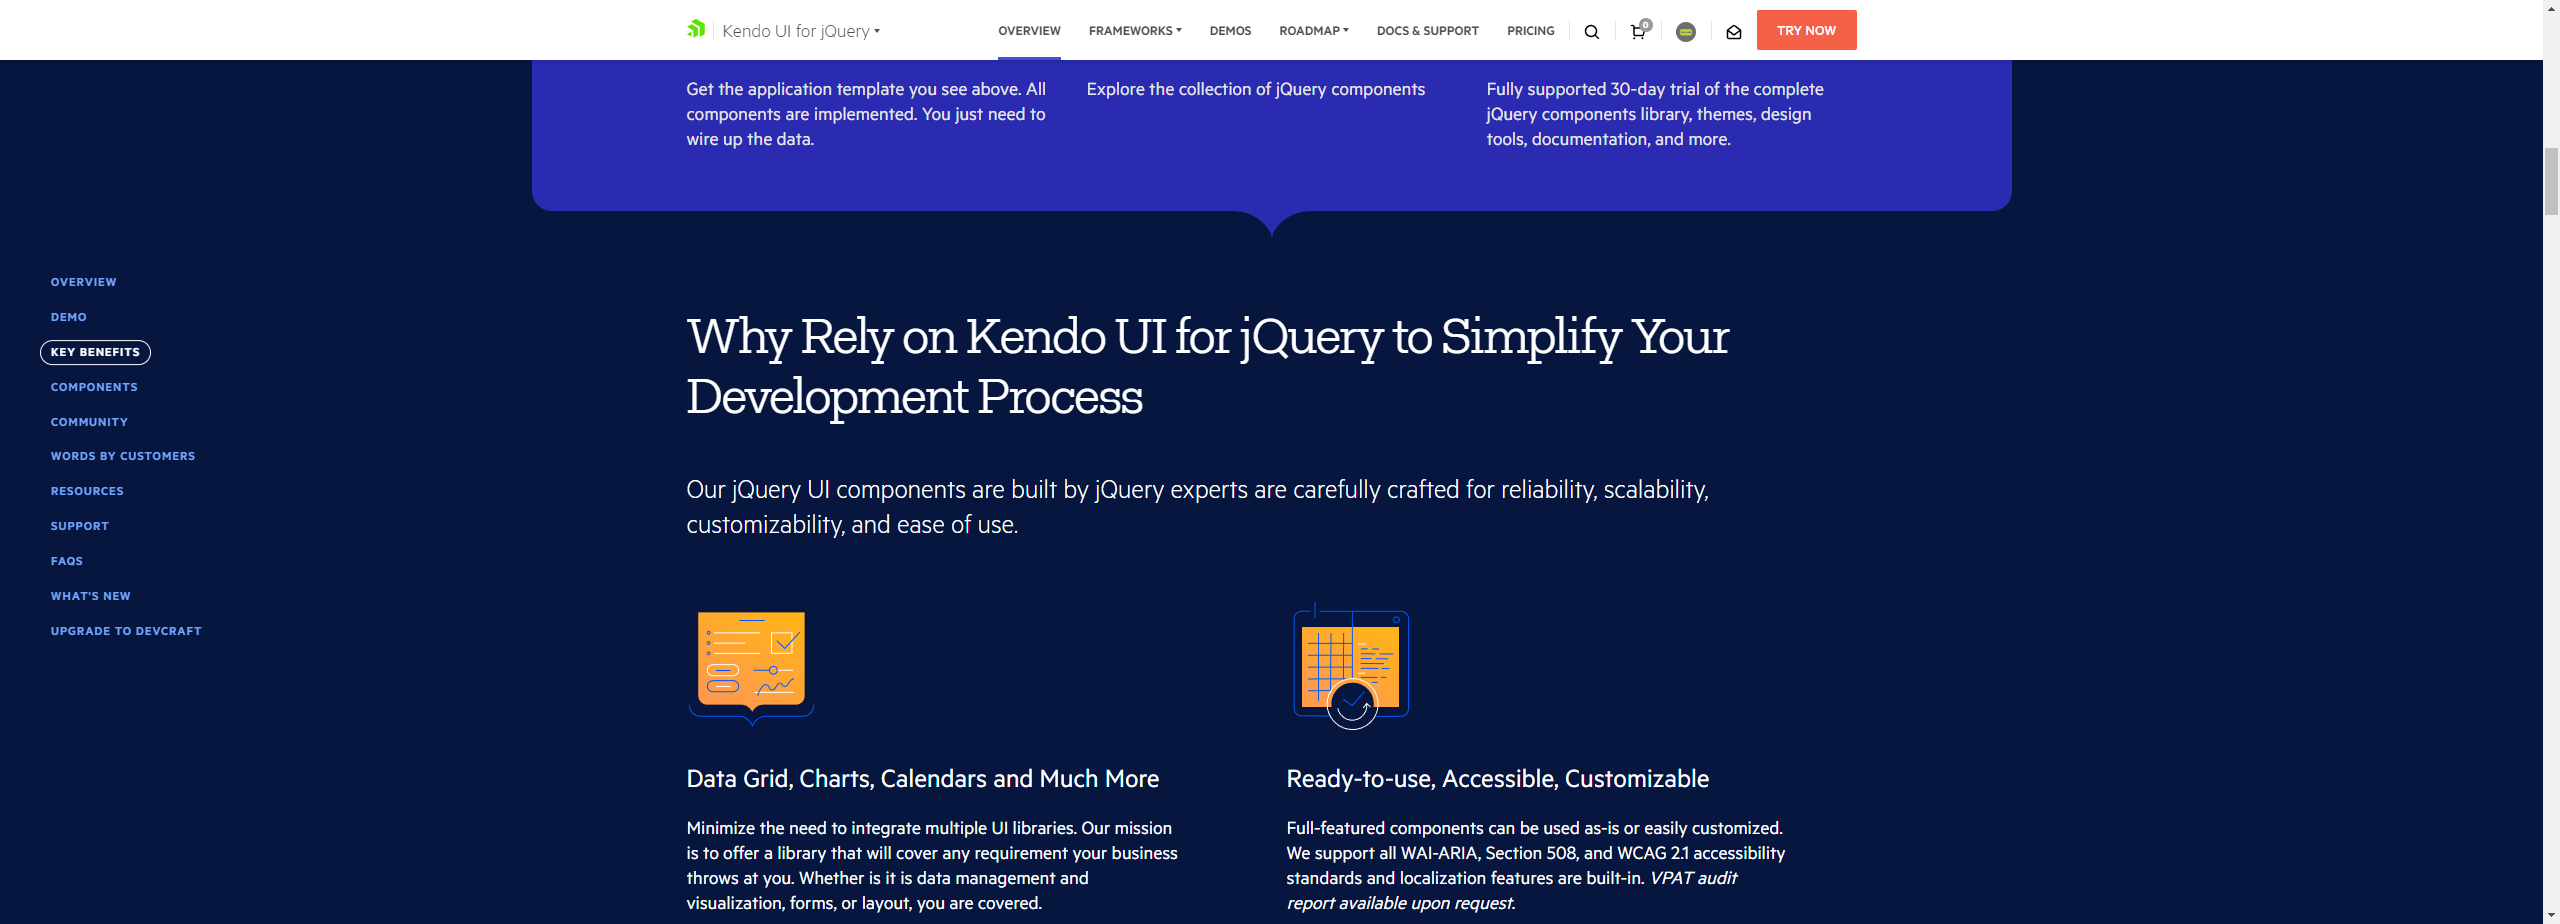 Kendo UI for jQuery
OVERVIEW
FRAMEWORKS
DEMOS
ROADMAP
DOCS & SUPPORT
PRICING
0
TRY NOW
Get the application template you see above. All
components are implemented. You just need to
wire up the data.
Explore the collection of jQuery components
Fully supported 30-day trial of the complete
jQuery components library, themes, design
tools, documentation, and more.
OVERVIEW
DEMO
KEY BENEFITS
COMPONENTS
COMMUNITY
WORDS BY CUSTOMERS
RESOURCES
SUPPORT
FAQS
WHAT'S NEW
UPGRADE TO DEVCRAFT
Why Rely on Kendo UI for jQuery to Simplify Your
Development Process
Our jQuery UI components are built by jQuery experts are carefully crafted for reliability, scalability,
customizability, and ease of use.
Data Grid, Charts, Calendars and Much More
Minimize the need to integrate multiple UI libraries. Our mission
is to offer a library that will cover any requirement your business
throws at you. Whether is it is data management and
visualization, forms, or layout, you are covered.
Ready-to-use, Accessible, Customizable
Full-featured components can be used as-is or easily customized.
We support all WAI-ARIA, Section 508, and WCAG 2.1 accessibility
standards and localization features are built-in. VPAT audit
report available upon request.